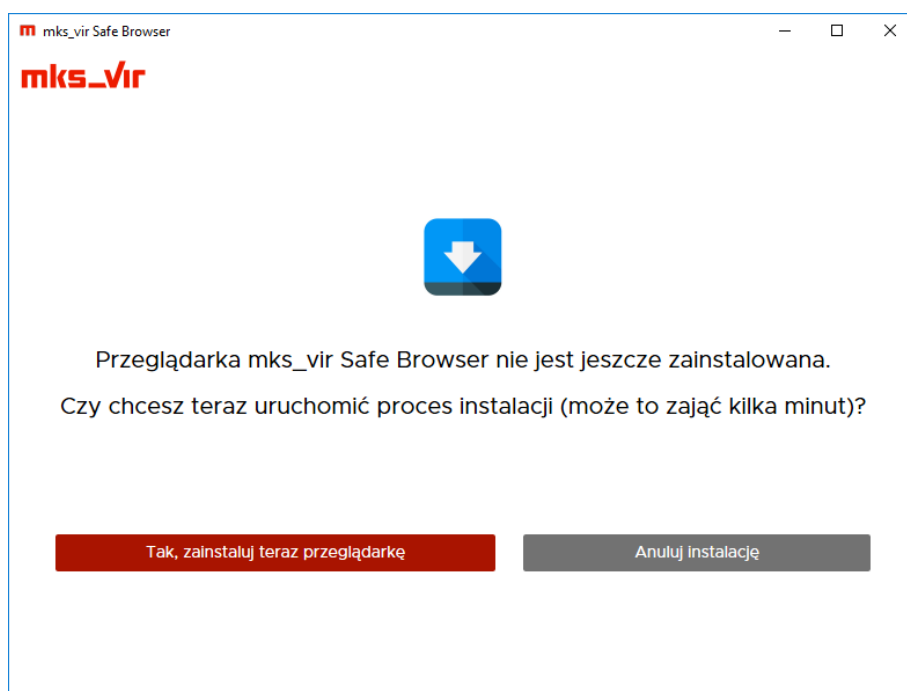 mks_vir Safe Browser
mks_vir
Przeglądarka mks_vir Safe Browser nie jest jeszcze zainstalowana.
Czy chcesz teraz uruchomić proces instalacji (może to zająć kilka minut)?
Tak, zainstaluj teraz przeglądarkę
Anuluj instalację